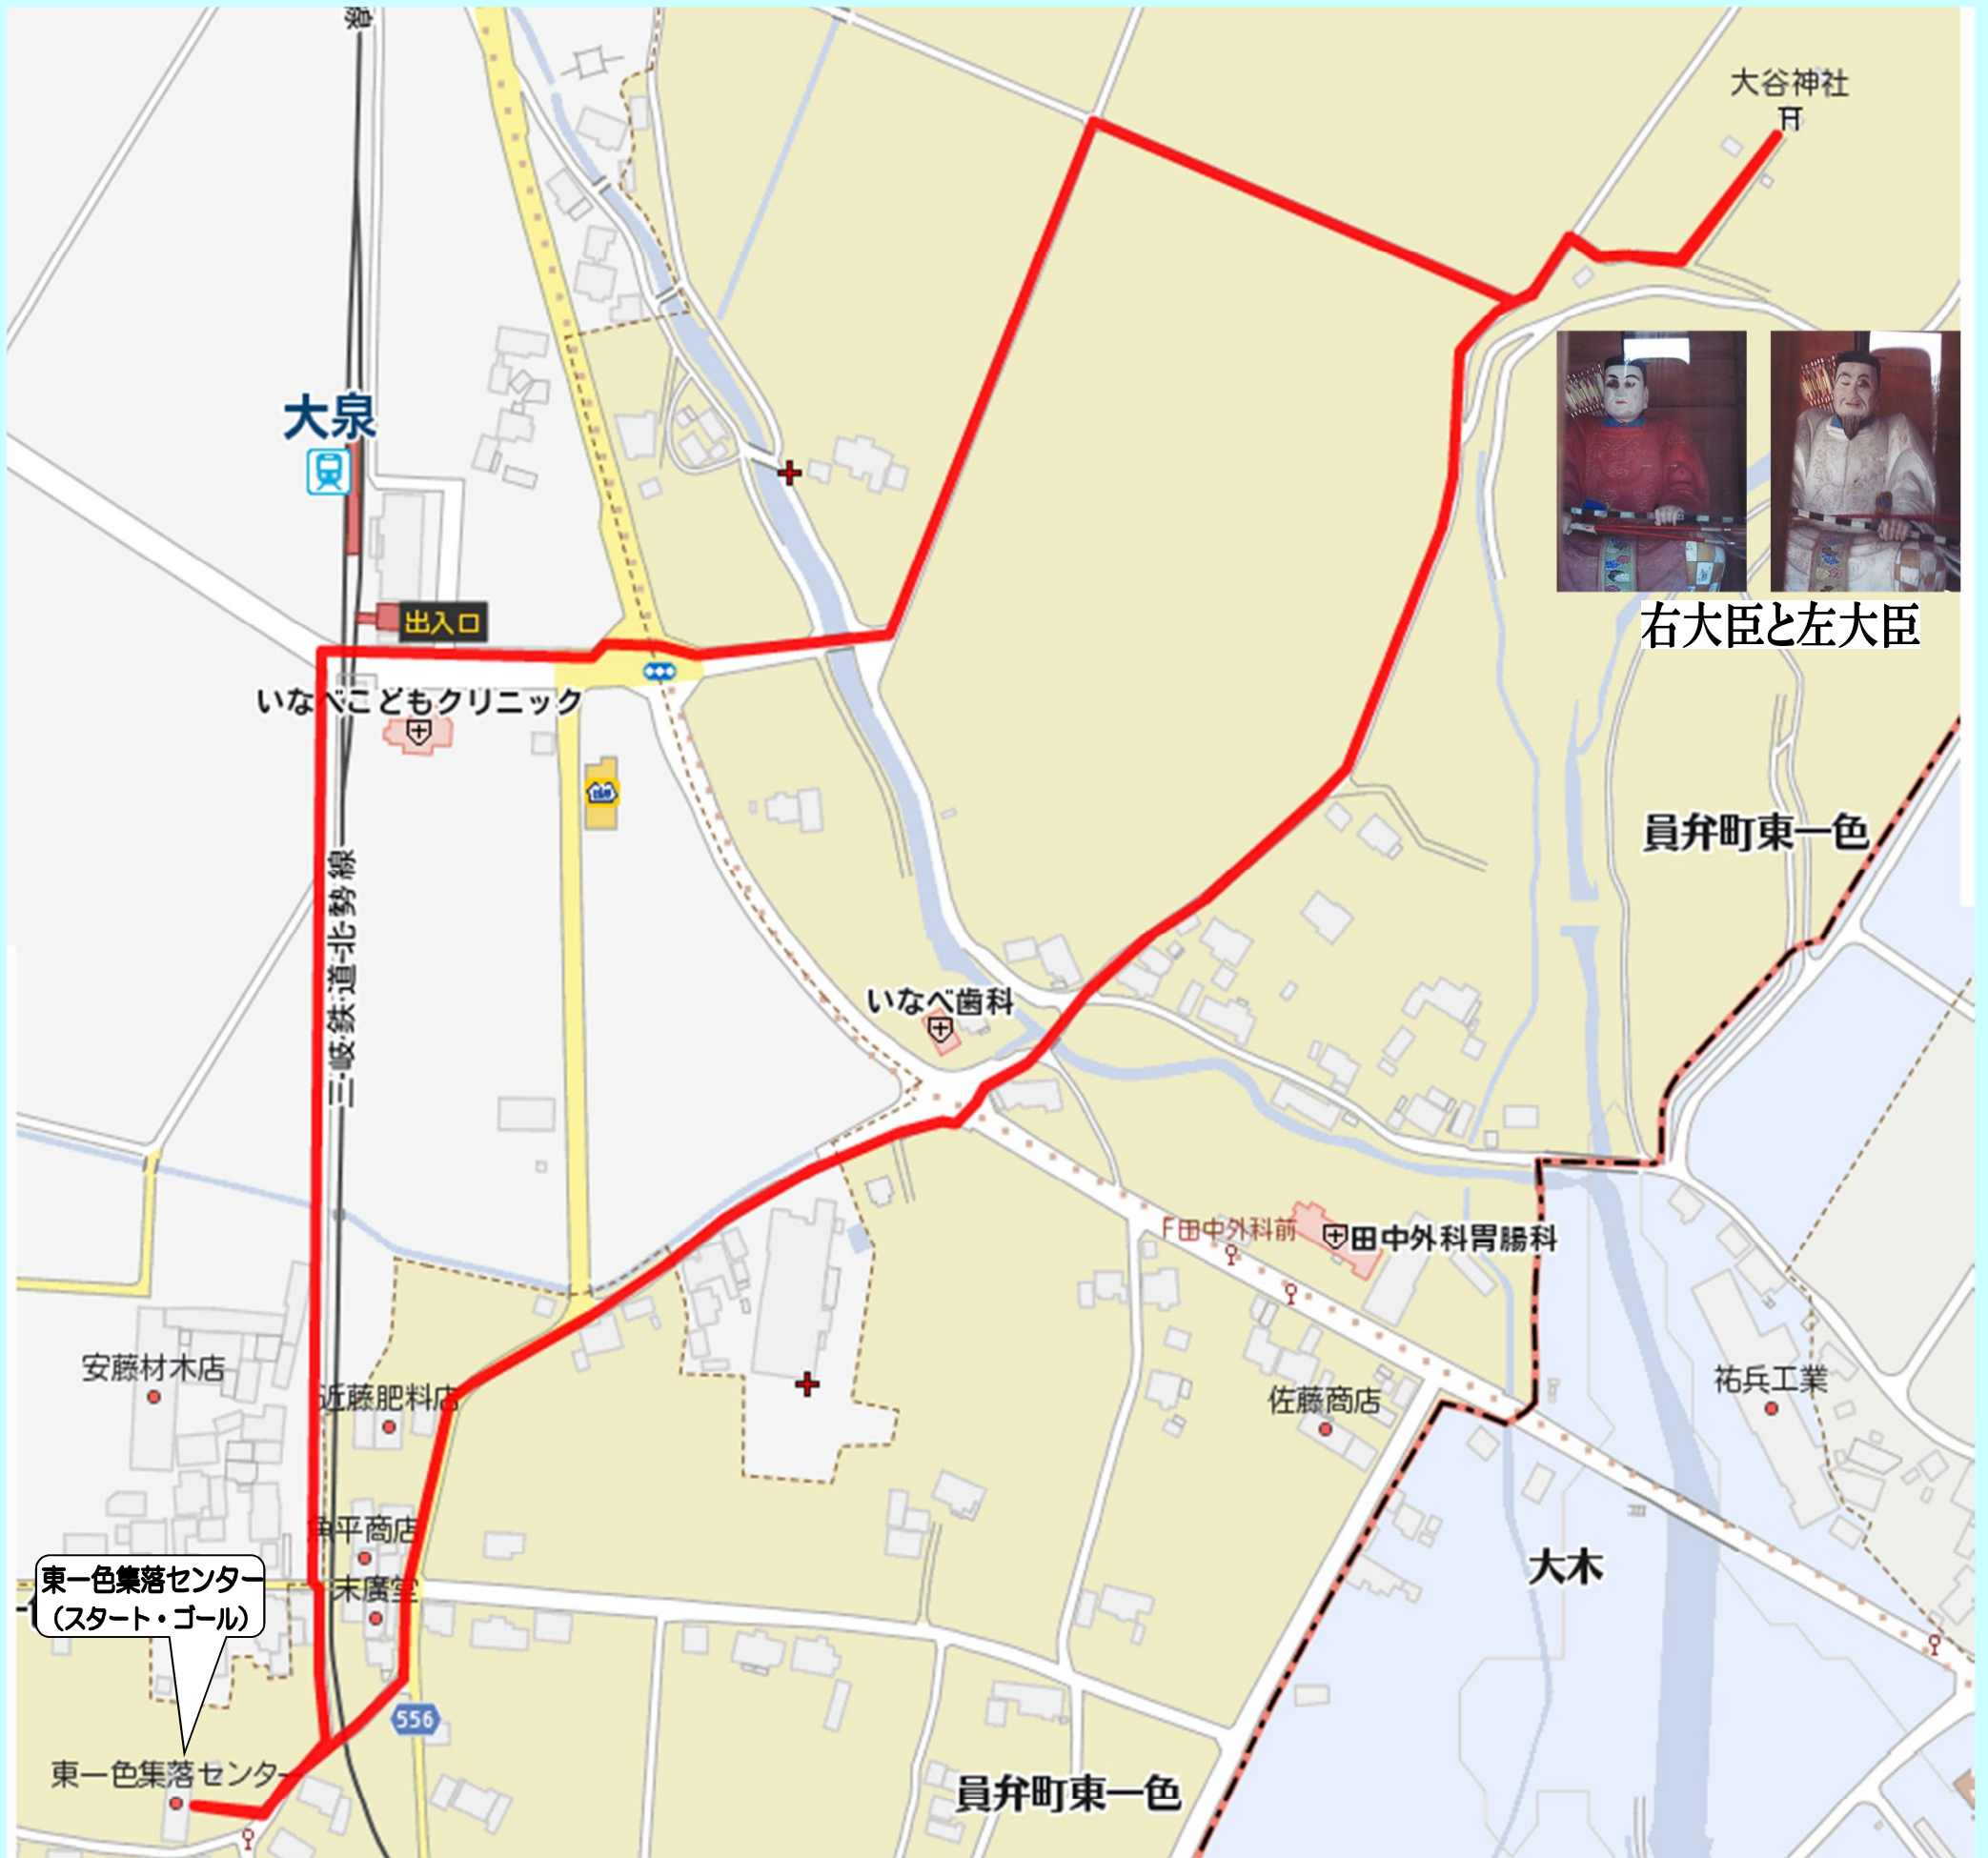 線
大谷神社
大泉
出入口
いなべこどもクリニック
右大臣と左大臣
員弁町東一色
三岐鉄道北勢線
いなべ歯科
田中外科前
田中外科胃腸科
安藤材木店
近藤肥料店
佐藤商店
祐兵工業
角平商店
末廣堂
大木
東一色集落センター
(スタート・ゴール)
556
東一色集落センター
員弁町東一色